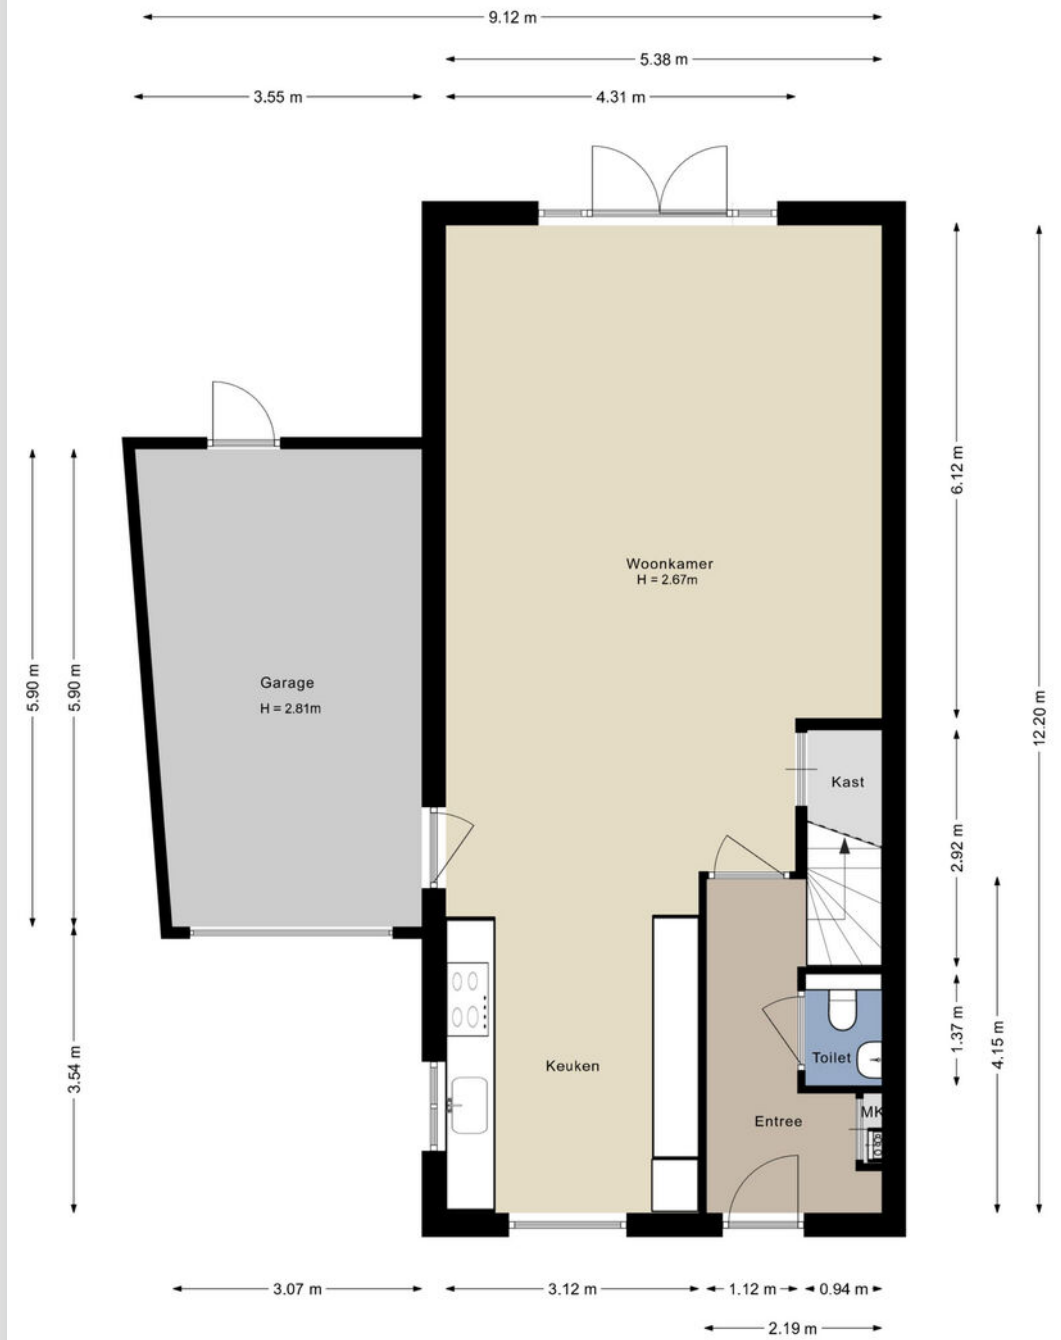 9.12 m
5.38 m
3.55 m
4.31 m
6.12 m
Woonkamer
H = 2.67m
Garage
H = 2.81m
5.90 m
5.90 m
12.20 m
Kast
2.92 m
4.15 m
1.37 m
Toilet
3.54 m
Keuken
MK
Entree
3.07 m
3.12 m
1.12 m
0.94 m
2.19 m